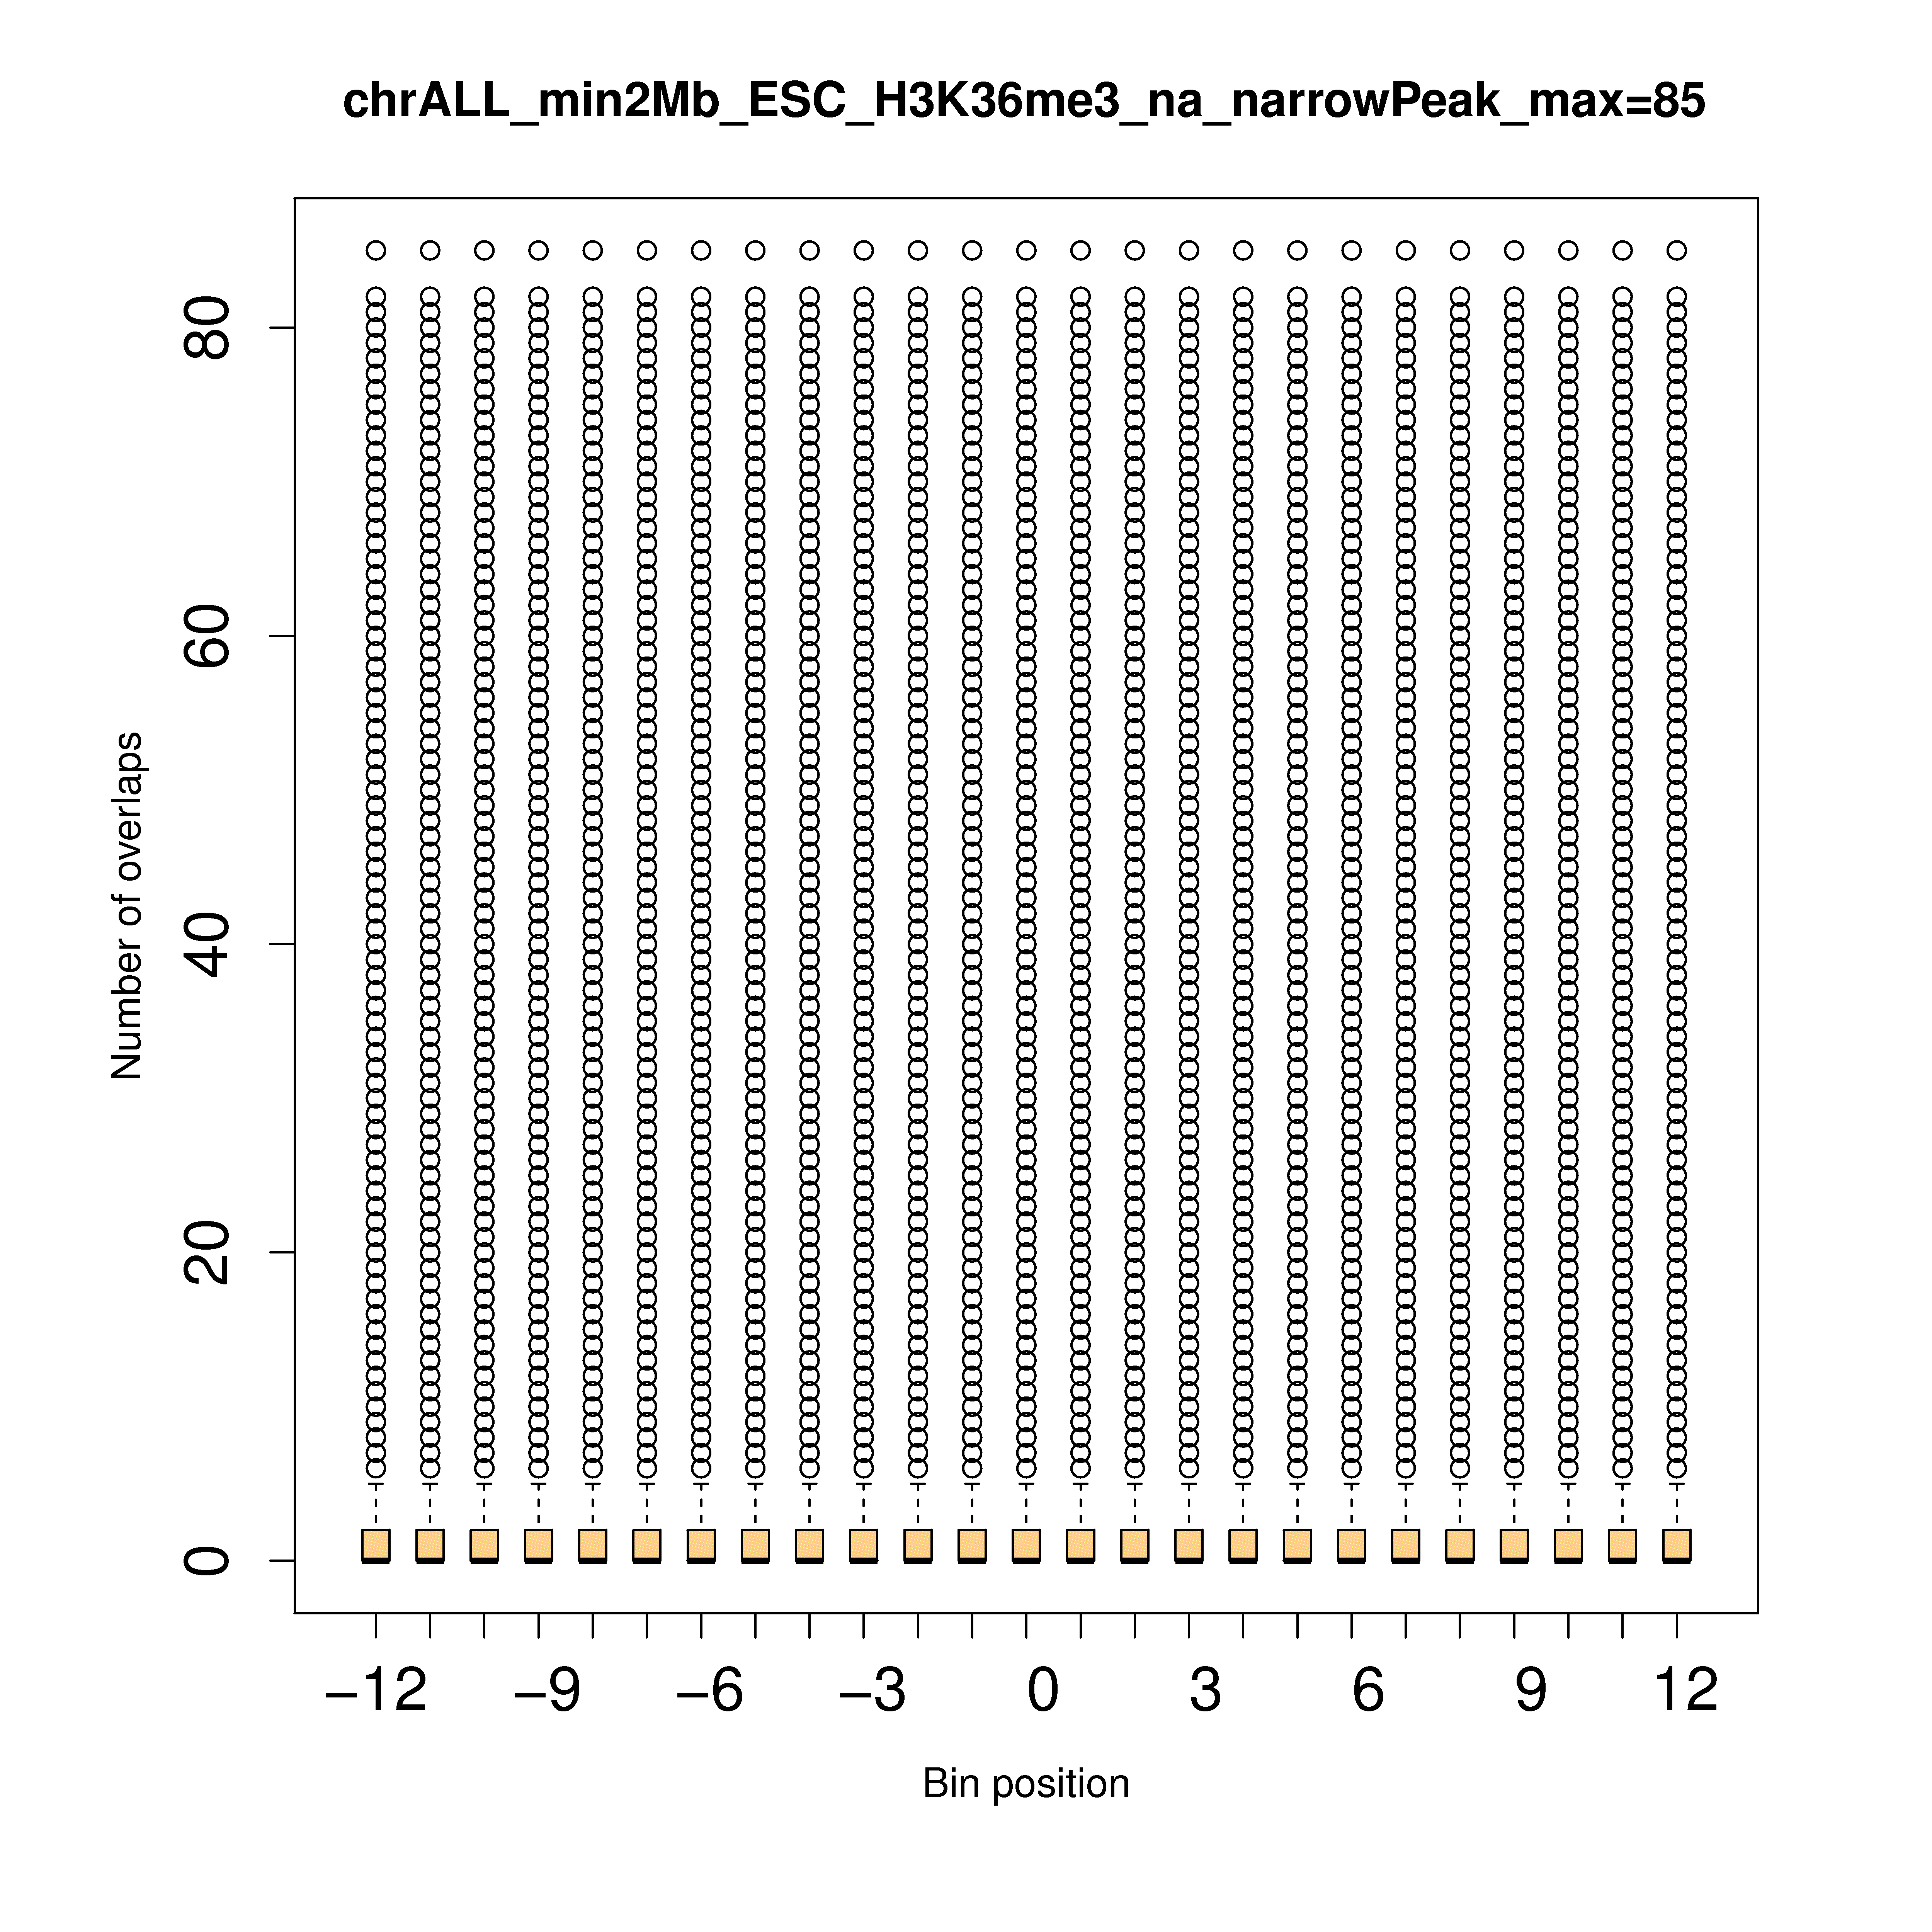 chrALL_min2Mb_ESC_H3K36me3_na_narrowPeak_max=85
80
60
40
20
0
Number of overlaps
−12 −9 −6 −3 0 3 6 9 12
Bin position